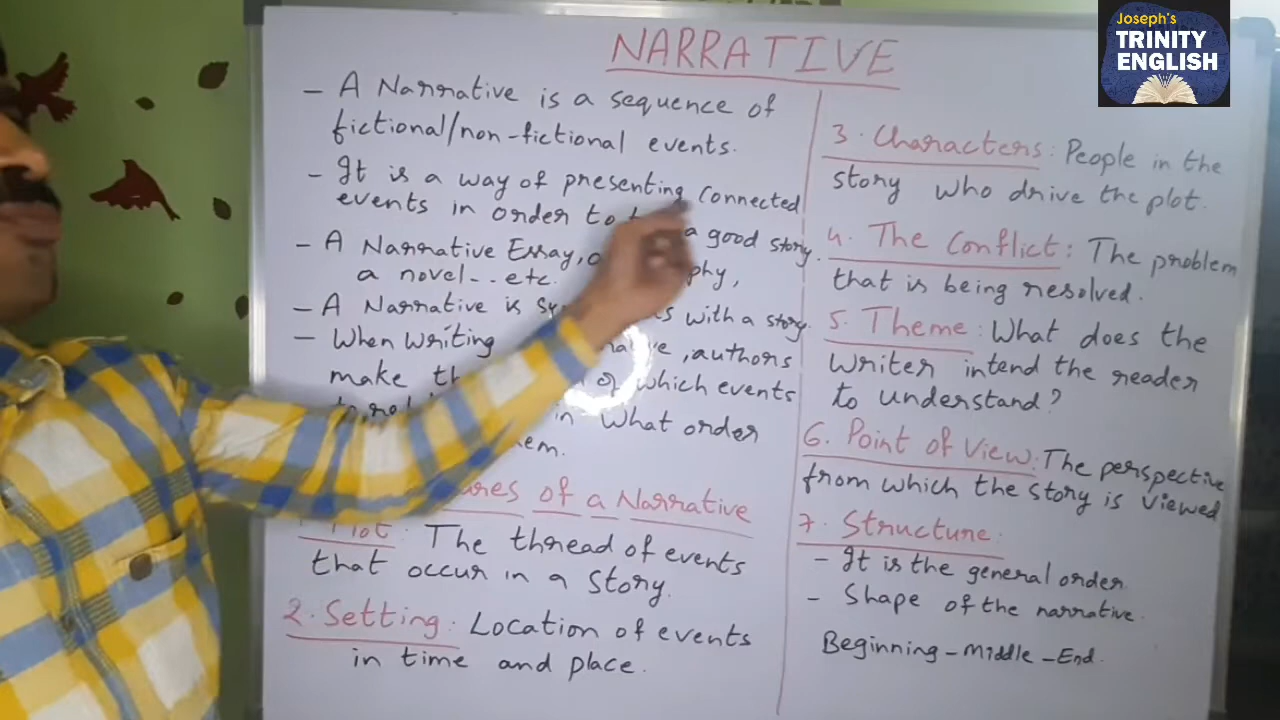 Joseph's
TRINITY
ENGLISH
NARRATIVE
- A Narrative is a sequence of
fictional/non-fictional events.
- It is a way of presenting connected
events in order to a good story.
- A Narrative Essay, phy,
a novel... etc.
- A Narrative is with a story.
- When writing , authors
make of which events
in what order
of a Narrative
The thread of events
that occur in a story.
2. Setting: Location of events
in time and place.
3. Characters: People in the
story who drive the plot.
4. The Conflict: The problem
that is being resolved.
5. Theme: What does the
writer intend the reader
to understand?
6. Point of View: The perspective
from which the story is viewed
7. Structure:
- It is the general order
- Shape of the narrative.
Beginning - Middle - End.